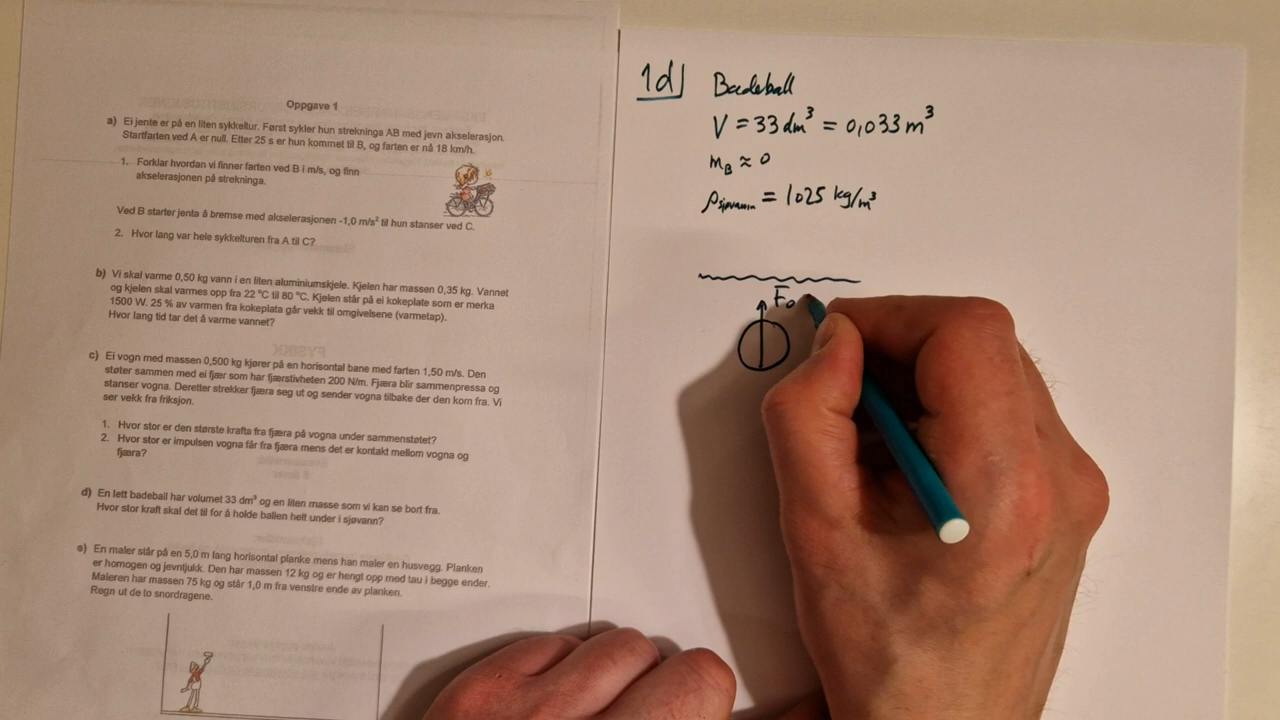 Oppgave 1
a) Ei jente er på en liten sykkeltur. Først sykler hun strekninga AB med jevn akselerasjon.
Startfarten ved A er null. Etter 25 s er hun kommet til B, og farten er nå 18 km/h.
1. Forklar hvordan vi finner farten ved B i m/s, og finn
akselerasjonen på strekninga.
Ved B starter jenta å bremse med akselerasjonen -1,0 m/s² til hun stanser ved C.
2. Hvor lang var hele sykkelturen fra A til C?
b) Vi skal varme 0,50 kg vann i en liten aluminiumskjele. Kjelen har massen 0,35 kg. Vannet
og kjelen skal varmes opp fra 22 °C til 80 °C. Kjelen står på ei kokeplate som er merka
1500 W. 25 % av varmen fra kokeplata går vekk til omgivelsene (varmetap).
Hvor lang tid tar det å varme vannet?
c) Ei vogn med massen 0,500 kg kjører på en horisontal bane med farten 1,50 m/s. Den
støter sammen med ei fjær som har fjærstivheten 200 N/m. Fjæra blir sammenpressa og
stanser vogna. Deretter strekker fjæra seg ut og sender vogna tilbake der den kom fra. Vi
ser vekk fra friksjon.
1. Hvor stor er den største krafta fra fjæra på vogna under sammenstøtet?
2. Hvor stor er impulsen vogna får fra fjæra mens det er kontakt mellom vogna og
fjæra?
d) En lett badeball har volumet 33 dm³ og en liten masse som vi kan se bort fra.
Hvor stor kraft skal det til for å holde ballen helt under i sjøvann?
e) En maler står på en 5,0 m lang horisontal planke mens han maler en husvegg. Planken
er homogen og jevntjukk. Den har massen 12 kg og er hengt opp med tau i begge ender.
Maleren har massen 75 kg og står 1,0 m fra venstre ende av planken.
Regn ut de to snordragene.
1d) Badeball
V = 33 dm³ = 0,033 m³
m_B ≈ 0
ρ_sjøvann = 1025 kg/m³
F_o